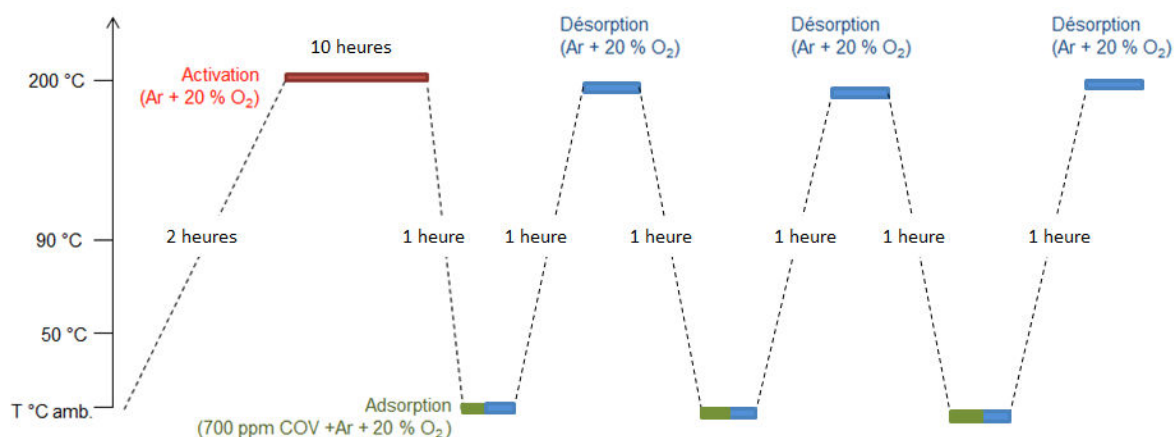 10 heures
Activation
(Ar + 20 % O₂)
Désorption
(Ar + 20 % O₂)
Désorption
(Ar + 20 % O₂)
Désorption
(Ar + 20 % O₂)
200 °C
90 °C
2 heures
1 heure
1 heure
1 heure
1 heure
1 heure
1 heure
50 °C
T °C amb.
Adsorption
(700 ppm COV +Ar + 20 % O₂)